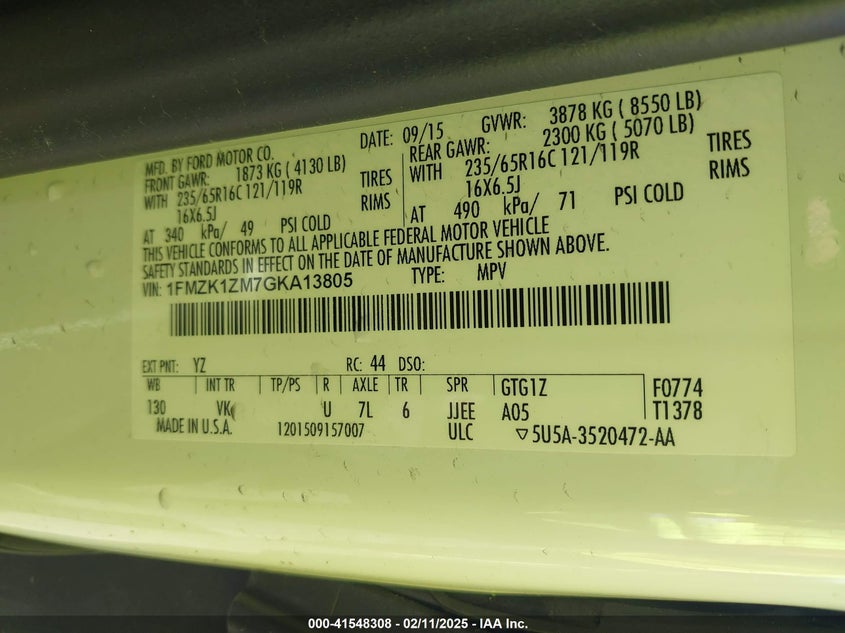 MFD. BY FORD MOTOR CO. DATE: 09/15 GVWR: 3878 KG ( 8550 LB)
FRONT GAWR: 1873 KG ( 4130 LB) REAR GAWR: 2300 KG ( 5070 LB)
WITH 235/65R16C 121/119R TIRES WITH 235/65R16C 121/119R TIRES
16X6.5J RIMS 16X6.5J RIMS
AT 340 kPa/ 49 PSI COLD AT 490 kPa/ 71 PSI COLD
THIS VEHICLE CONFORMS TO ALL APPLICABLE FEDERAL MOTOR VEHICLE
SAFETY STANDARDS IN EFFECT ON THE DATE OF MANUFACTURE SHOWN ABOVE.
VIN: 1FMZK1ZM7GKA13805 TYPE: MPV
EXT PNT: YZ RC: 44 DSO:
WB INT TR TP/PS R AXLE TR SPR GTG1Z F0774
130 VK U 7L 6 JJEE A05 T1378
MADE IN U.S.A. 1201509157007 ULC ▽5U5A-3520472-AA
000-41548308 - 02/11/2025 - IAA Inc.